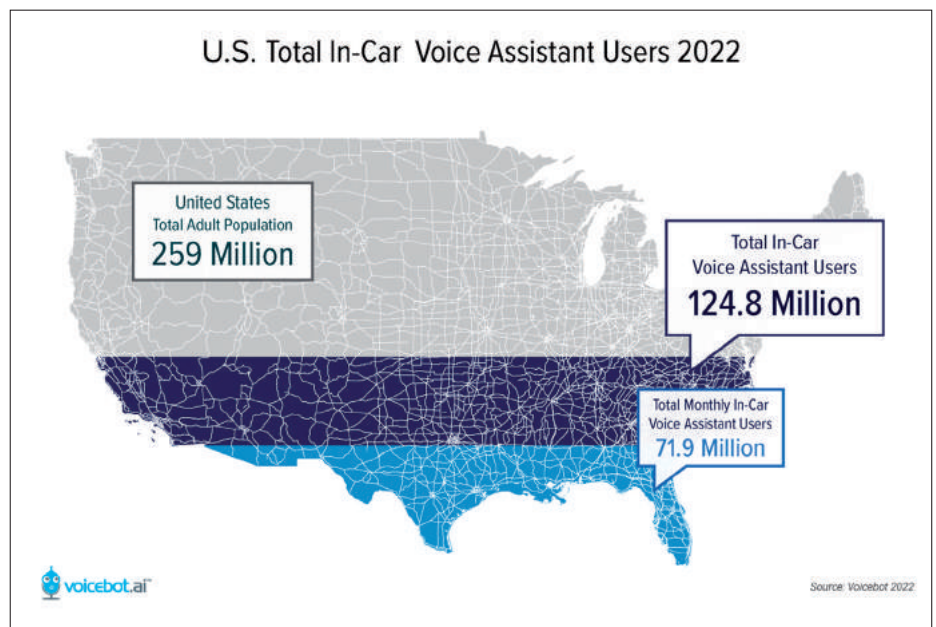 U.S. Total In-Car Voice Assistant Users 2022
United States
Total Adult Population
259 Million
Total In-Car
Voice Assistant Users
124.8 Million
Total Monthly In-Car
Voice Assistant Users
71.9 Million
voicebot.ai™
Source: Voicebot 2022